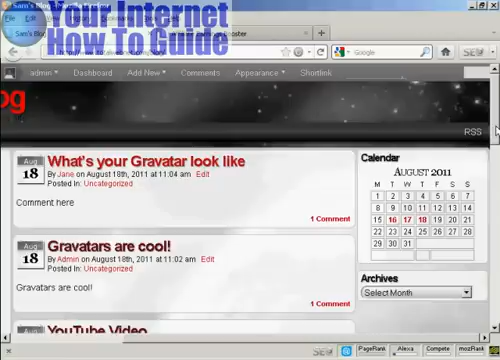 Sam's Blog - Mozilla Firefox
Your Internet
How To Guide
Google
admin
Dashboard
Add New
Comments
Appearance
Shortlink
og
RSS
Aug
18
What's your Gravatar look like
By Jane on August 18th, 2011 at 11:04 am Edit
Posted In: Uncategorized
Comment here
1 Comment
Aug
18
Gravatars are cool!
By Admin on August 18th, 2011 at 11:02 am Edit
Posted In: Uncategorized
Gravatars are cool!
1 Comment
Aug
YouTube Video
Calendar
August 2011
M T W T F S S
1 2 3 4 5 6 7
8 9 10 11 12 13 14
15 16 17 18 19 20 21
22 23 24 25 26 27 28
29 30 31
Archives
Select Month
PageRank
Alexa
Compete
mozRank